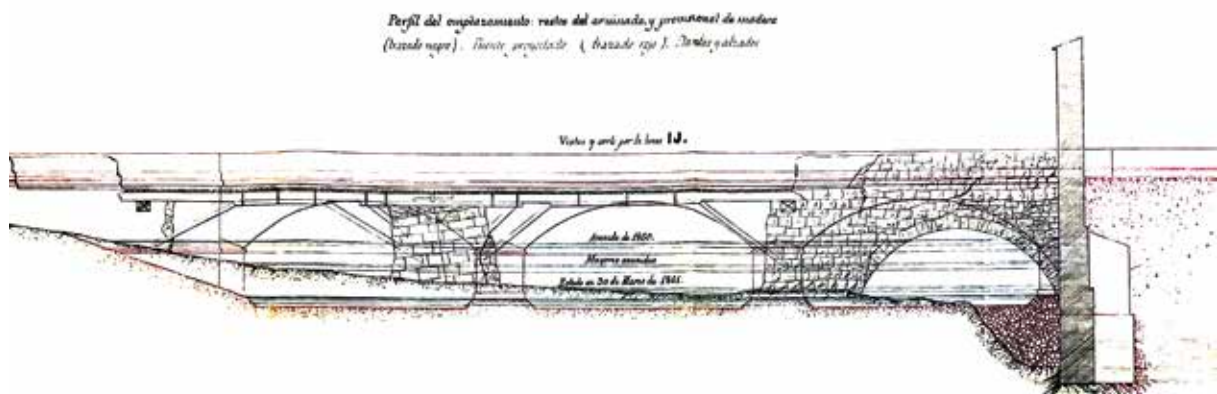 Perfil del emplazamiento: restos del arruinado, y provisional de madera
(trazado negro). Puente proyectado (trazado rojo). Plantas y alzados
Vistas y corte por la linea IJ.
Avenida de 1860.
Mayores avenidas
Estado en 30 de Marzo de 1861.